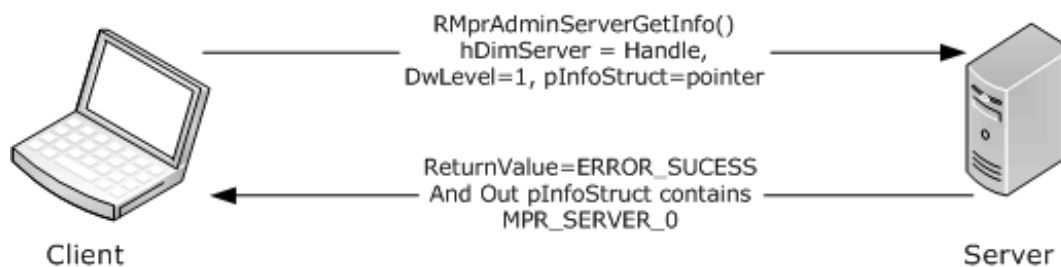 RMprAdminServerGetInfo()
hDimServer = Handle,
DwLevel=1, pInfoStruct=pointer
ReturnValue=ERROR_SUCESS
And Out pInfoStruct contains
MPR_SERVER_0
Client
Server